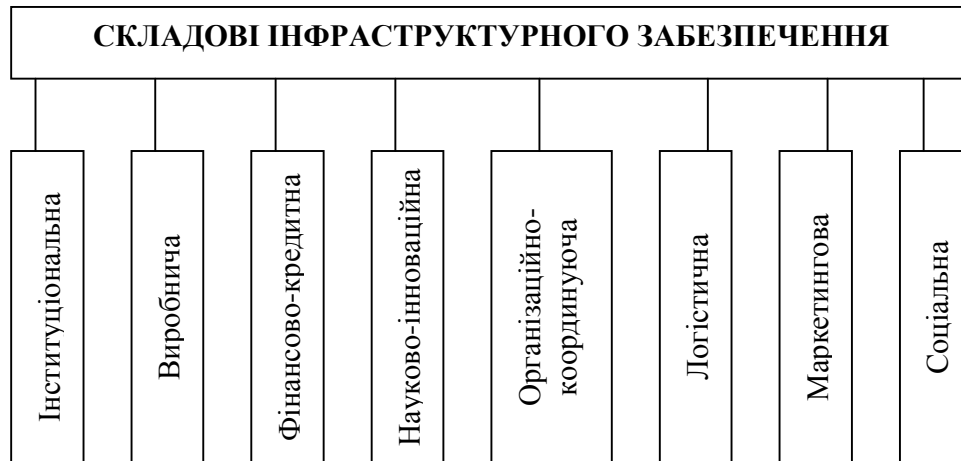 СКЛАДОВІ ІНФРАСТРУКТУРНОГО ЗАБЕЗПЕЧЕННЯ
Інституціональна
Виробнича
Фінансово-кредитна
Науково-інноваційна
Організаційно-
координуюча
Логістична
Маркетингова
Соціальна